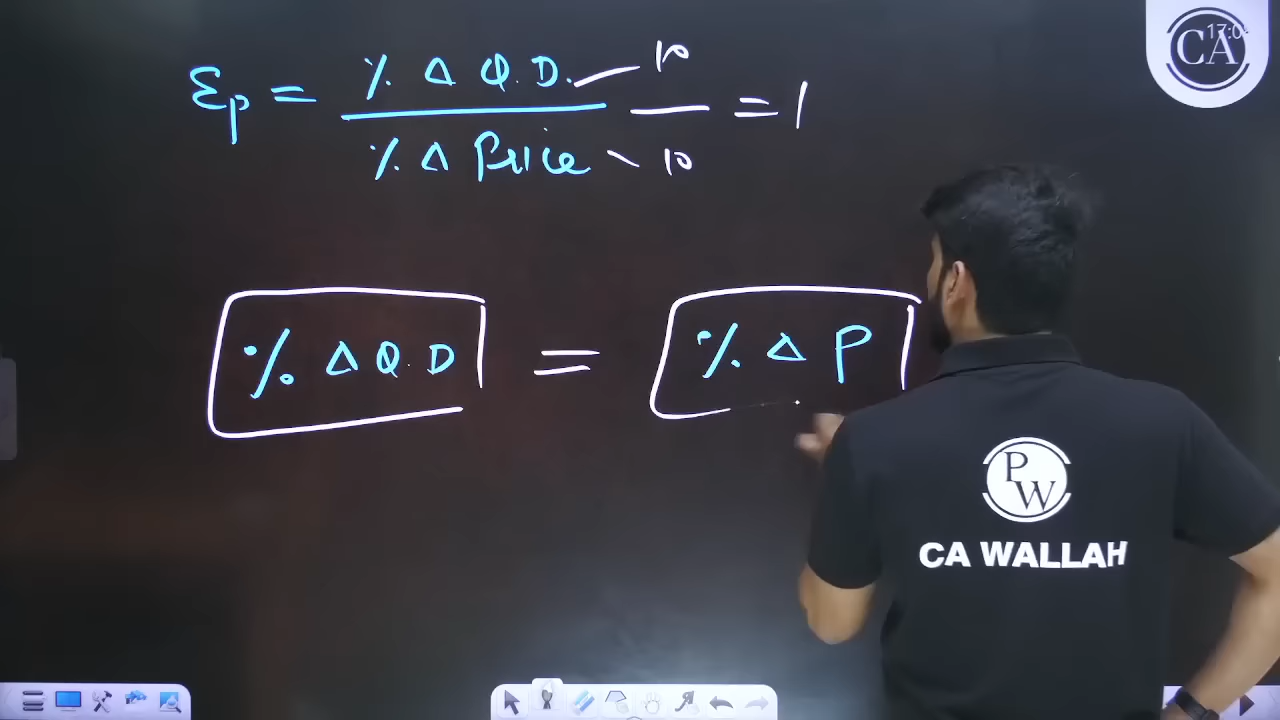 Ep = % Δ Q.D. / % Δ Price — 10 / 10 = 1
% Δ Q.D = % Δ P
CA
PW
CA WALLAH